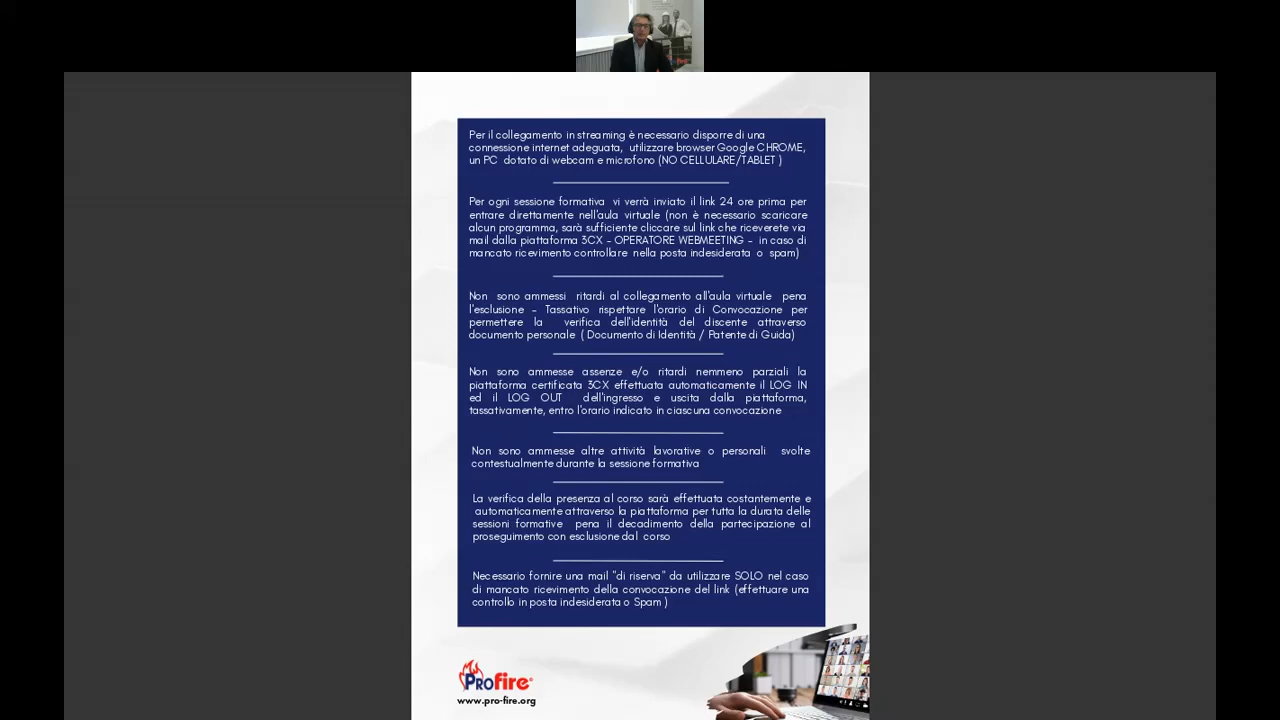 Per il collegamento in streaming è necessario disporre di una
connessione internet adeguata, utilizzare browser Google CHROME,
un PC dotato di webcam e microfono (NO CELLULARE/TABLET )
Per ogni sessione formativa vi verrà inviato il link 24 ore prima per
entrare direttamente nell'aula virtuale (non è necessario scaricare
alcun programma, sarà sufficiente cliccare sul link che riceverete via
mail dalla piattaforma 3CX - OPERATORE WEBMEETING - in caso di
mancato ricevimento controllare nella posta indesiderata o spam)
Non sono ammessi ritardi al collegamento all'aula virtuale pena
l'esclusione - Tassativo rispettare l'orario di Convocazione per
permettere la verifica dell'identità del discente attraverso
documento personale ( Documento di Identità / Patente di Guida)
Non sono ammesse assenze e/o ritardi nemmeno parziali la
piattaforma certificata 3CX effettuata automaticamente il LOG IN
ed il LOG OUT dell'ingresso e uscita dalla piattaforma,
tassativamente, entro l'orario indicato in ciascuna convocazione
Non sono ammesse altre attività lavorative o personali svolte
contestualmente durante la sessione formativa
La verifica della presenza al corso sarà effettuata costantemente e
automaticamente attraverso la piattaforma per tutta la durata delle
sessioni formative pena il decadimento della partecipazione al
proseguimento con esclusione dal corso
Necessario fornire una mail "di riserva" da utilizzare SOLO nel caso
di mancato ricevimento della convocazione del link (effettuare una
controllo in posta indesiderata o Spam )
PROfire®
www.pro-fire.org